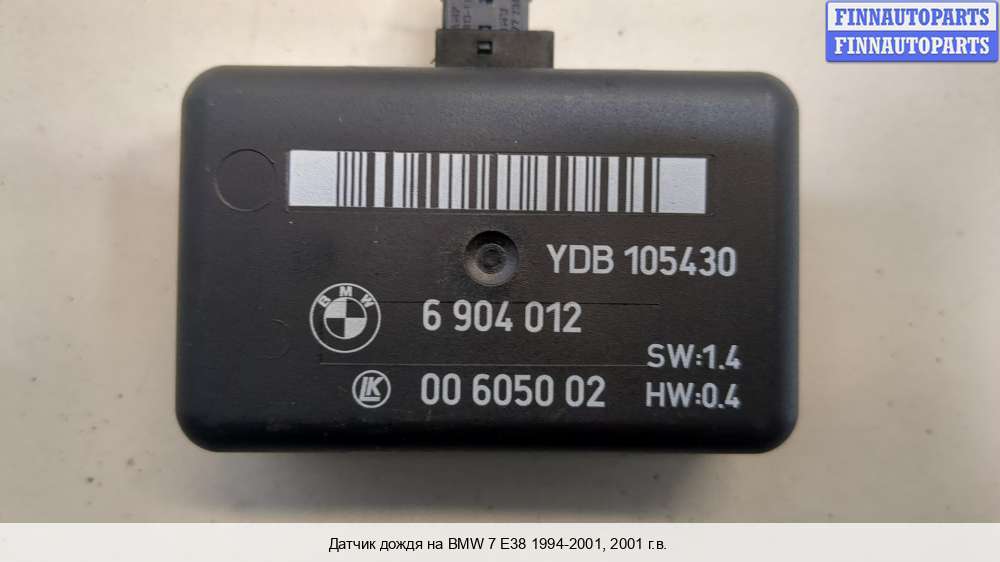 FINNAUTOPARTS
FINNAUTOPARTS
YDB 105430
BMW
6 904 012
SW:1.4
LK
00 6050 02
HW:0.4
Датчик дождя на BMW 7 E38 1994-2001, 2001 г.в.